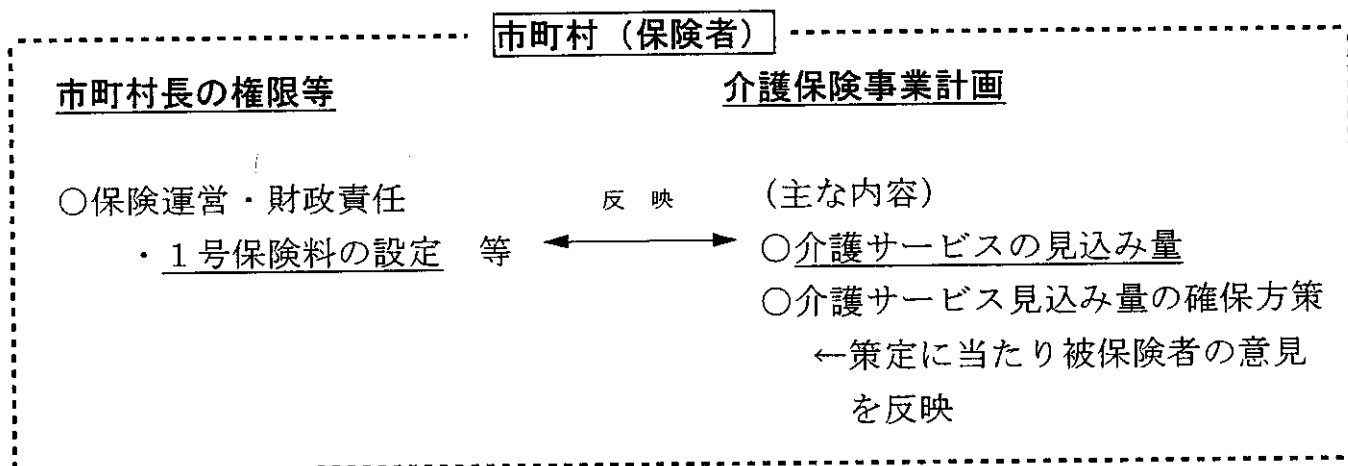 市町村（保険者）
市町村長の権限等
○保険運営・財政責任
・１号保険料の設定　等
反　映
介護保険事業計画
（主な内容）
○介護サービスの見込み量
○介護サービス見込み量の確保方策
←策定に当たり被保険者の意見
を反映